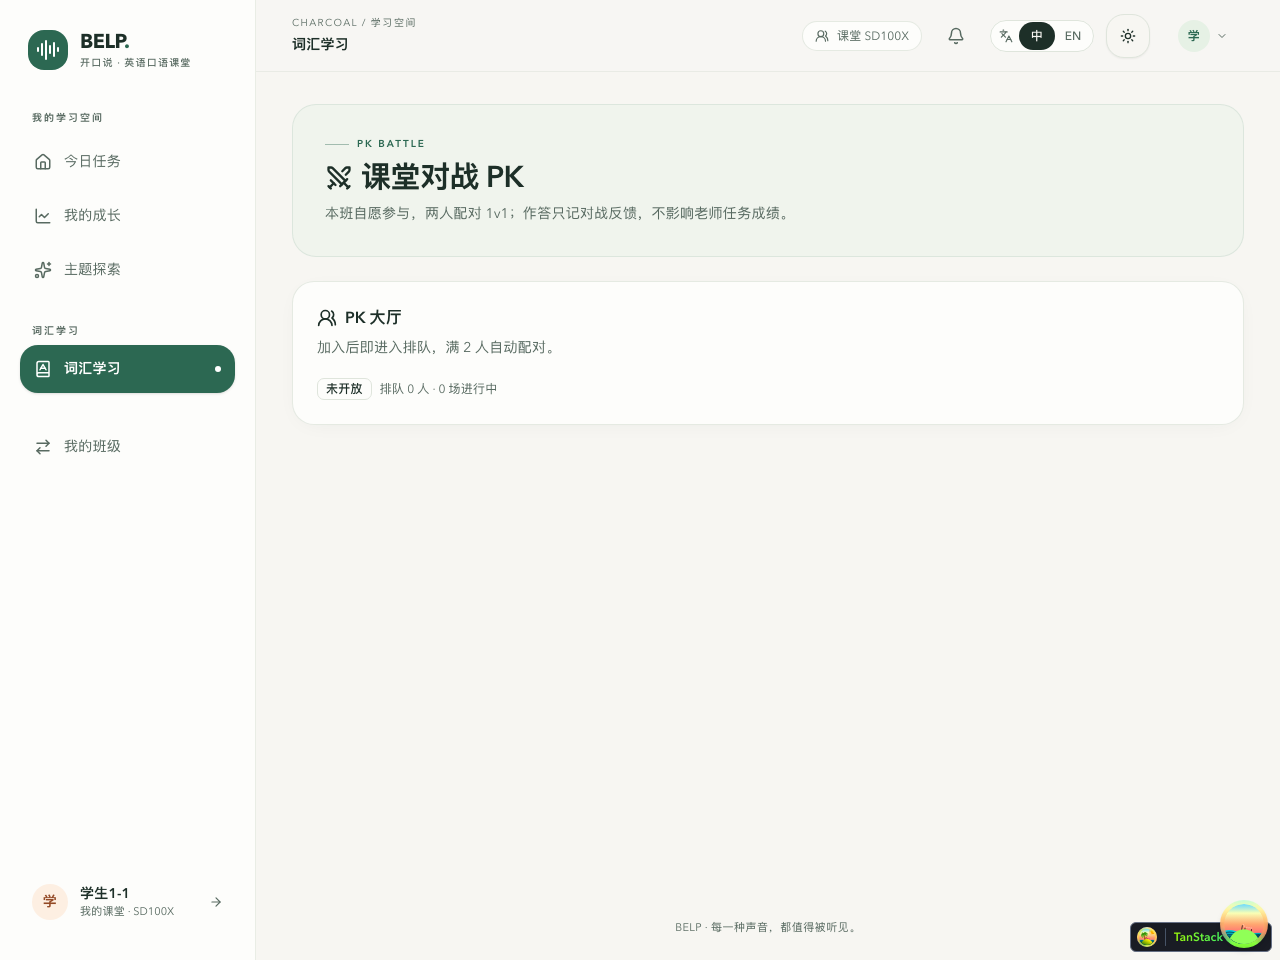 BELP.
开口说 · 英语口语课堂
我的学习空间
今日任务
我的成长
主题探索
词汇学习
词汇学习
我的班级
学
学生1-1
我的课堂 · SD100X
CHARCOAL / 学习空间
词汇学习
课堂 SD100X
中
EN
学
PK BATTLE
课堂对战 PK
本班自愿参与，两人配对 1v1；作答只记对战反馈，不影响老师任务成绩。
PK 大厅
加入后即进入排队，满 2 人自动配对。
未开放
排队 0 人 · 0 场进行中
BELP · 每一种声音，都值得被听见。
TanStack